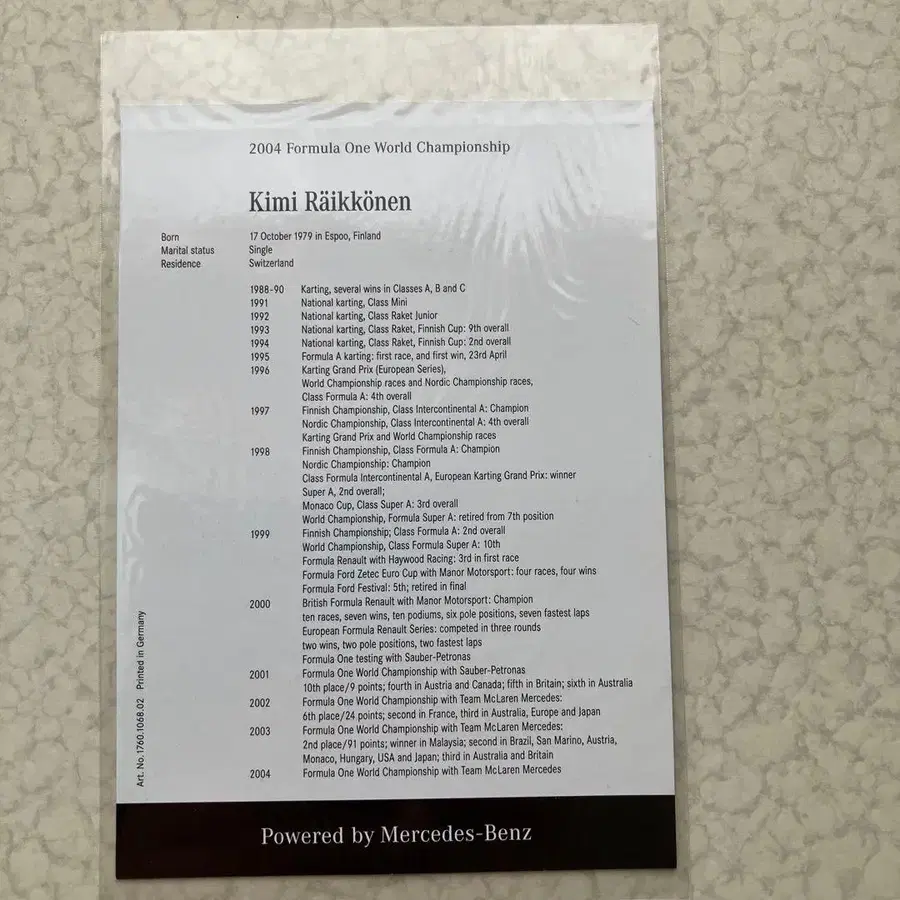 2004 Formula One World Championship
Kimi Räikkönen
Born 17 October 1979 in Espoo, Finland
Marital status Single
Residence Switzerland
1988-90 Karting, several wins in Classes A, B and C
1991 National karting, Class Mini
1992 National karting, Class Raket Junior
1993 National karting, Class Raket, Finnish Cup: 9th overall
1994 National karting, Class Raket, Finnish Cup: 2nd overall
1995 Formula A karting: first race, and first win, 23rd April
1996 Karting Grand Prix (European Series),
World Championship races and Nordic Championship races,
Class Formula A: 4th overall
1997 Finnish Championship, Class Intercontinental A: Champion
Nordic Championship, Class Intercontinental A: 4th overall
Karting Grand Prix and World Championship races
1998 Finnish Championship, Class Formula A: Champion
Nordic Championship: Champion
Class Formula Intercontinental A, European Karting Grand Prix: winner
Super A, 2nd overall;
Monaco Cup, Class Super A: 3rd overall
World Championship, Formula Super A: retired from 7th position
1999 Finnish Championship; Class Formula A: 2nd overall
World Championship, Class Formula Super A: 10th
Formula Renault with Haywood Racing: 3rd in first race
Formula Ford Zetec Euro Cup with Manor Motorsport: four races, four wins
Formula Ford Festival: 5th; retired in final
2000 British Formula Renault with Manor Motorsport: Champion
ten races, seven wins, ten podiums, six pole positions, seven fastest laps
European Formula Renault Series: competed in three rounds
two wins, two pole positions, two fastest laps
Formula One testing with Sauber-Petronas
2001 Formula One World Championship with Sauber-Petronas
10th place/9 points; fourth in Austria and Canada; fifth in Britain; sixth in Australia
2002 Formula One World Championship with Team McLaren Mercedes:
6th place/24 points; second in France, third in Australia, Europe and Japan
2003 Formula One World Championship with Team McLaren Mercedes:
2nd place/91 points; winner in Malaysia; second in Brazil, San Marino, Austria,
Monaco, Hungary, USA and Japan; third in Australia and Britain
2004 Formula One World Championship with Team McLaren Mercedes
Art. No. 1760.1068.02 Printed in Germany
Powered by Mercedes-Benz